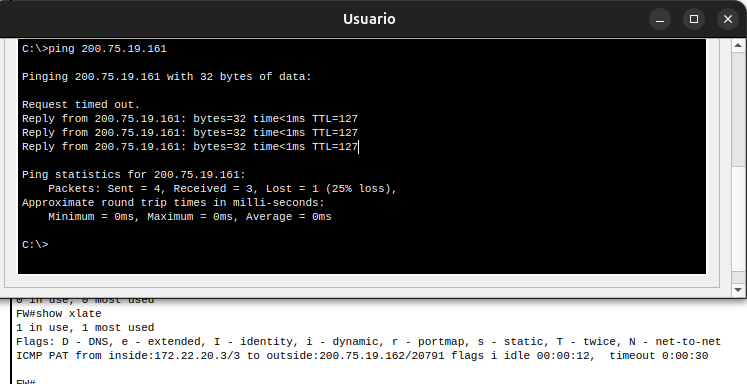 Usuario
C:\>ping 200.75.19.161
Pinging 200.75.19.161 with 32 bytes of data:
Request timed out.
Reply from 200.75.19.161: bytes=32 time<1ms TTL=127
Reply from 200.75.19.161: bytes=32 time<1ms TTL=127
Reply from 200.75.19.161: bytes=32 time<1ms TTL=127
Ping statistics for 200.75.19.161:
    Packets: Sent = 4, Received = 3, Lost = 1 (25% loss),
Approximate round trip times in milli-seconds:
    Minimum = 0ms, Maximum = 0ms, Average = 0ms
C:\>
0 in use, 0 most used
FW#show xlate
1 in use, 1 most used
Flags: D - DNS, e - extended, I - identity, i - dynamic, r - portmap, s - static, T - twice, N - net-to-net
ICMP PAT from inside:172.22.20.3/3 to outside:200.75.19.162/20791 flags i idle 00:00:12,  timeout 0:00:30
FW#